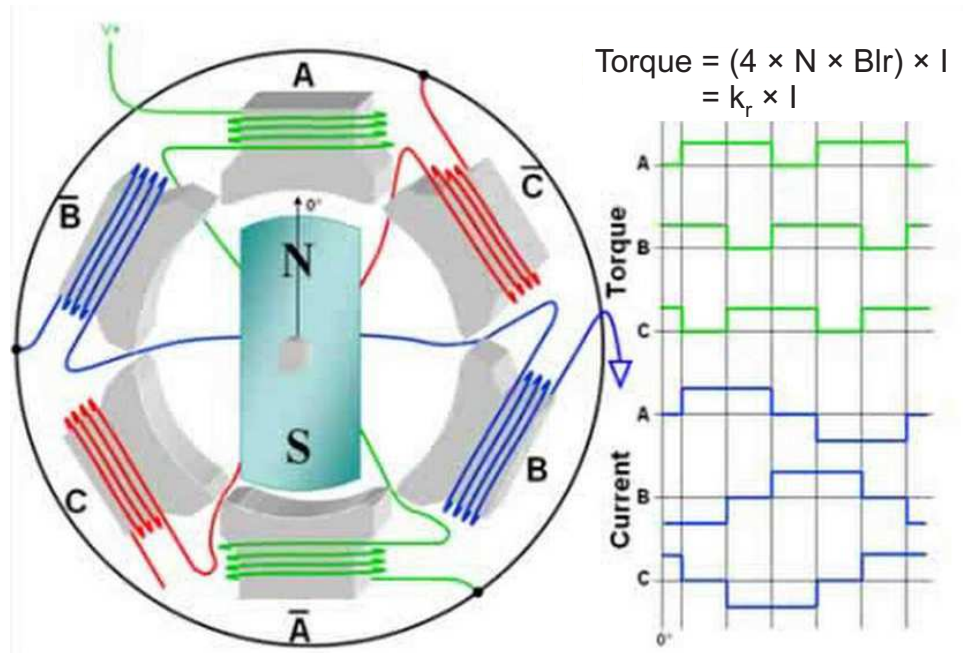 V+
A
Torque = (4 × N × Blr) × I
= kᵣ × I
C̅
B̅
0°
N
S
B
C
A̅
Torque
A
B
C
Current
A
B
C
0°